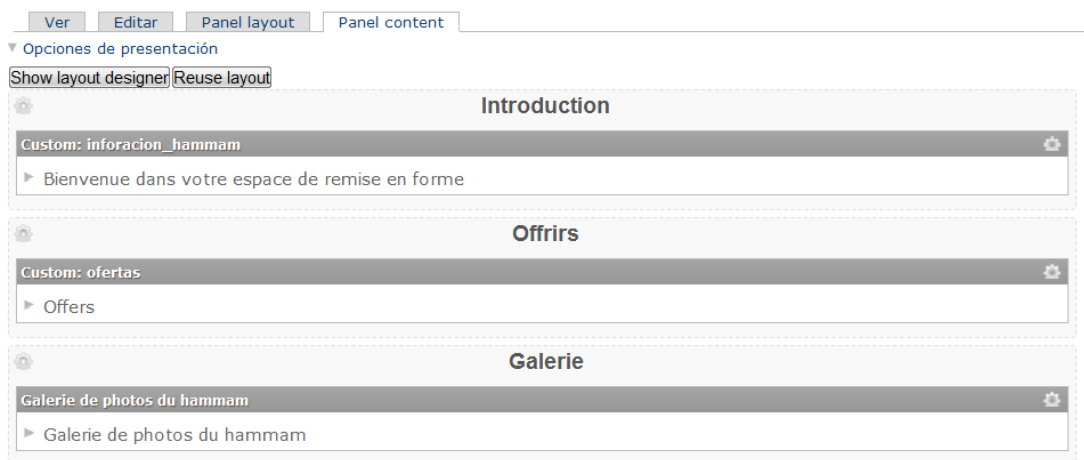 Ver Editar Panel layout Panel content
Opciones de presentación
Show layout designer Reuse layout
Introduction
Custom: inforacion_hammam
Bienvenue dans votre espace de remise en forme
Offrirs
Custom: ofertas
Offers
Galerie
Galerie de photos du hammam
Galerie de photos du hammam